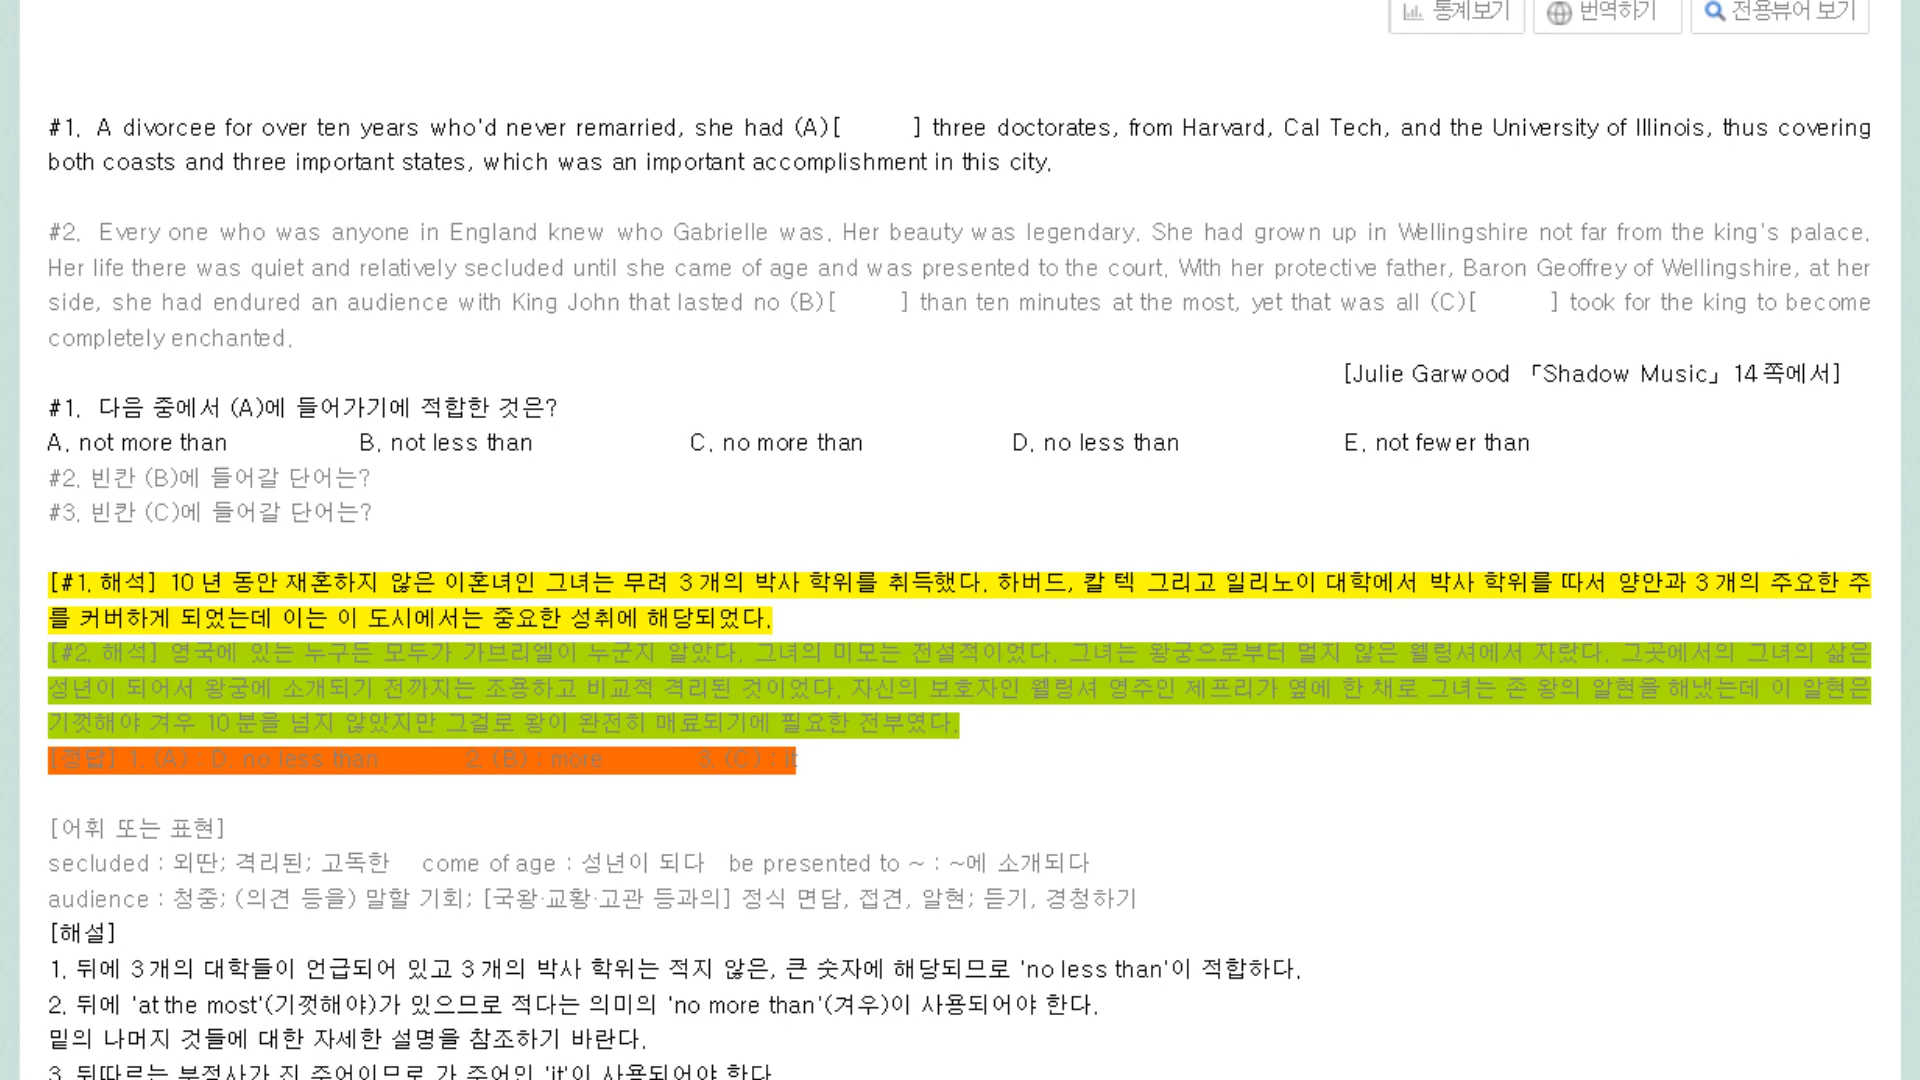 통계보기 번역하기 전용뷰어 보기
#1. A divorcee for over ten years who'd never remarried, she had (A)[ ] three doctorates, from Harvard, Cal Tech, and the University of Illinois, thus covering
both coasts and three important states, which was an important accomplishment in this city.
#2. Every one who was anyone in England knew who Gabrielle was. Her beauty was legendary. She had grown up in Wellingshire not far from the king's palace.
Her life there was quiet and relatively secluded until she came of age and was presented to the court. With her protective father, Baron Geoffrey of Wellingshire, at her
side, she had endured an audience with King John that lasted no (B)[ ] than ten minutes at the most, yet that was all (C)[ ] took for the king to become
completely enchanted.
[Julie Garwood 「Shadow Music」 14쪽에서]
#1. 다음 중에서 (A)에 들어가기에 적합한 것은?
A. not more than B. not less than C. no more than D. no less than E. not fewer than
#2. 빈칸 (B)에 들어갈 단어는?
#3. 빈칸 (C)에 들어갈 단어는?
[#1. 해석] 10년 동안 재혼하지 않은 이혼녀인 그녀는 무려 3개의 박사 학위를 취득했다. 하버드, 칼 텍 그리고 일리노이 대학에서 박사 학위를 따서 양안과 3개의 주요한 주
를 커버하게 되었는데 이는 이 도시에서는 중요한 성취에 해당되었다.
[#2. 해석] 영국에 있는 누구든 모두가 가브리엘이 누군지 알았다. 그녀의 미모는 전설적이었다. 그녀는 왕궁으로부터 멀지 않은 웰링셔에서 자랐다. 그곳에서의 그녀의 삶은
성년이 되어서 왕궁에 소개되기 전까지는 조용하고 비교적 격리된 것이었다. 자신의 보호자인 웰링셔 영주인 제프리가 옆에 한 채로 그녀는 존 왕의 알현을 해냈는데 이 알현은
기껏해야 겨우 10분을 넘지 않았지만 그걸로 왕이 완전히 매료되기에 필요한 전부였다.
[정답] 1. (A) : D. no less than 2. (B) : more 3. (C) : it
[어휘 또는 표현]
secluded : 외딴; 격리된; 고독한 come of age : 성년이 되다 be presented to ~ : ~에 소개되다
audience : 청중; (의견 등을) 말할 기회; [국왕·교황·고관 등과의] 정식 면담, 접견, 알현; 듣기, 경청하기
[해설]
1. 뒤에 3개의 대학들이 언급되어 있고 3개의 박사 학위는 적지 않은, 큰 숫자에 해당되므로 'no less than'이 적합하다.
2. 뒤에 'at the most'(기껏해야)가 있으므로 적다는 의미의 'no more than'(겨우)이 사용되어야 한다.
밑의 나머지 것들에 대한 자세한 설명을 참조하기 바란다.
3. 뒤따르는 부정사가 진 주어이므로 가 주어인 'it'이 사용되어야 한다